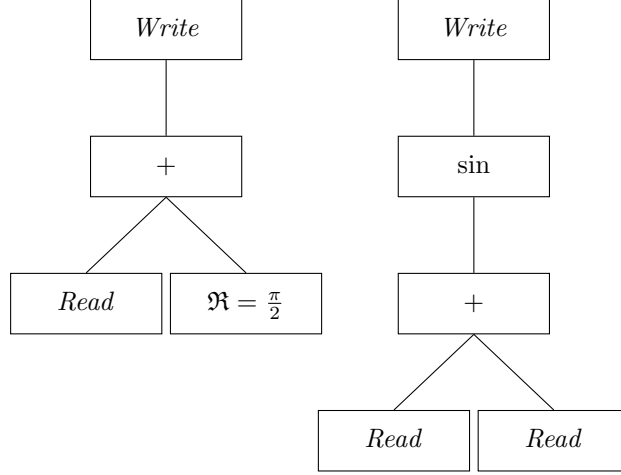 Write Write
+ sin
Read ℜ = π/2 +
Read Read